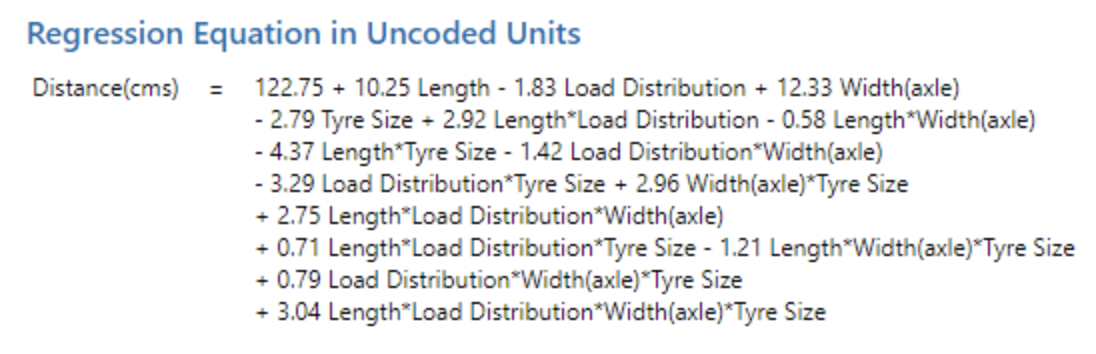 Regression Equation in Uncoded Units
Distance(cms) = 122.75 + 10.25 Length - 1.83 Load Distribution + 12.33 Width(axle)
- 2.79 Tyre Size + 2.92 Length*Load Distribution - 0.58 Length*Width(axle)
- 4.37 Length*Tyre Size - 1.42 Load Distribution*Width(axle)
- 3.29 Load Distribution*Tyre Size + 2.96 Width(axle)*Tyre Size
+ 2.75 Length*Load Distribution*Width(axle)
+ 0.71 Length*Load Distribution*Tyre Size - 1.21 Length*Width(axle)*Tyre Size
+ 0.79 Load Distribution*Width(axle)*Tyre Size
+ 3.04 Length*Load Distribution*Width(axle)*Tyre Size